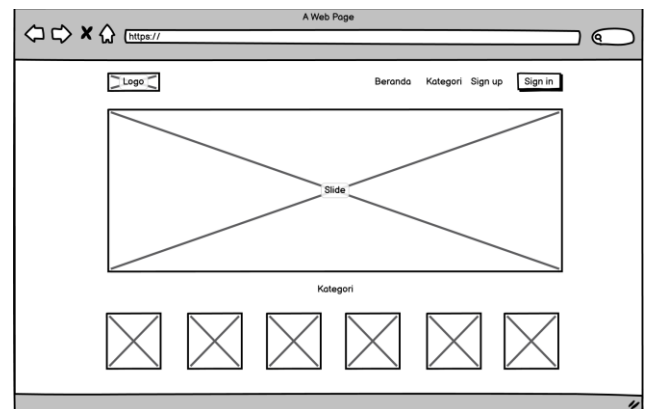 A Web Page
https://
Logo Beranda Kategori Sign up Sign in
Slide
Kategori